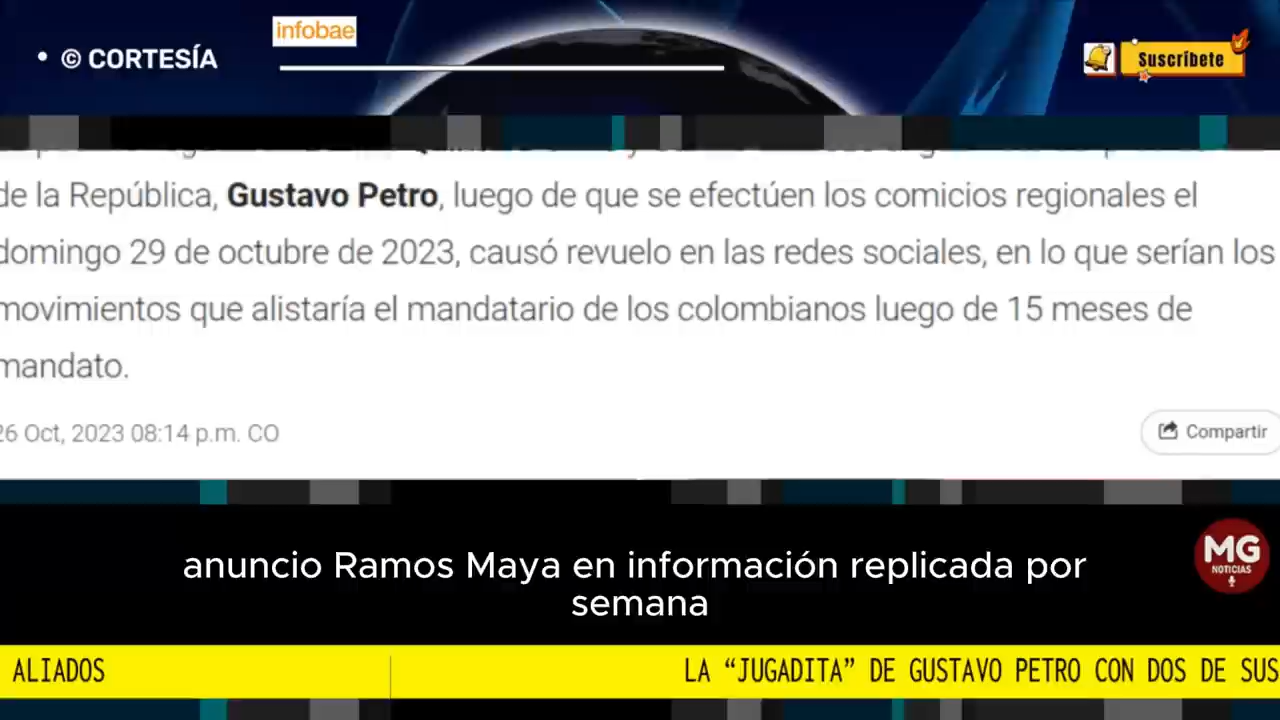 infobae
• © CORTESÍA
Suscríbete
de la República, Gustavo Petro, luego de que se efectúen los comicios regionales el
domingo 29 de octubre de 2023, causó revuelo en las redes sociales, en lo que serían los
movimientos que alistaría el mandatario de los colombianos luego de 15 meses de
mandato.
26 Oct, 2023 08:14 p.m. CO
Compartir
MG
NOTICIAS
anuncio Ramos Maya en información replicada por
semana
ALIADOS
LA “JUGADITA” DE GUSTAVO PETRO CON DOS DE SUS